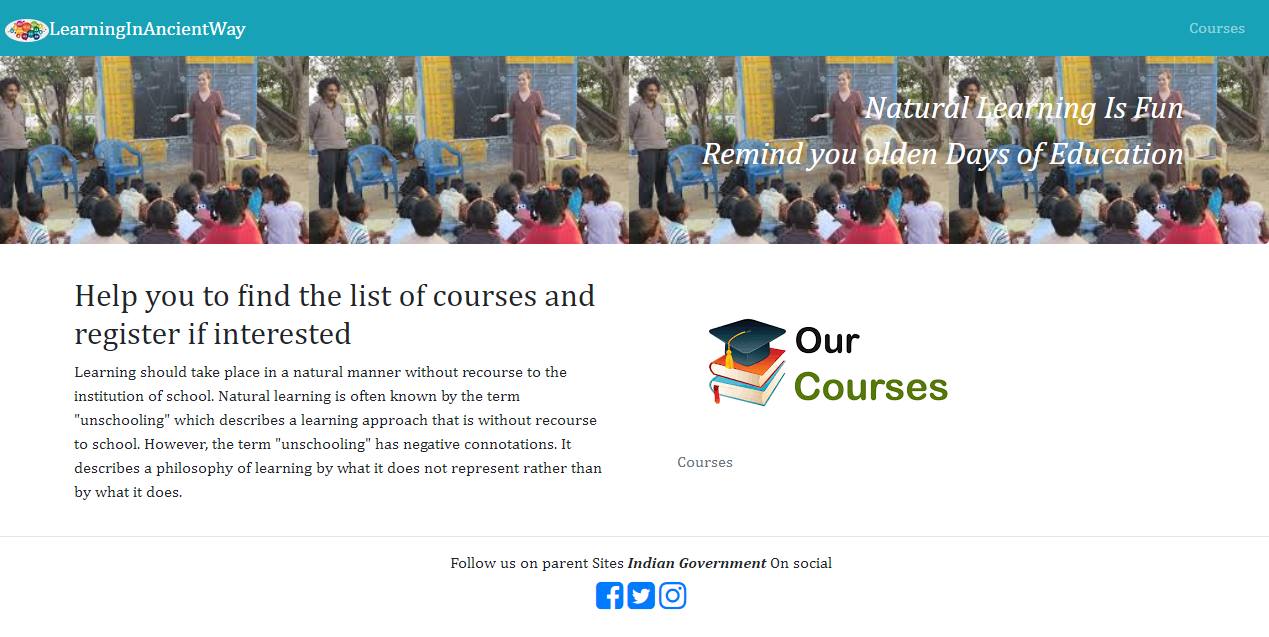 LearningInAncientWay
Courses
Natural Learning Is Fun
Remind you olden Days of Education
Help you to find the list of courses and
register if interested
Learning should take place in a natural manner without recourse to the
institution of school. Natural learning is often known by the term
"unschooling" which describes a learning approach that is without recourse
to school. However, the term "unschooling" has negative connotations. It
describes a philosophy of learning by what it does not represent rather than
by what it does.
Our
Courses
Courses
Follow us on parent Sites Indian Government On social